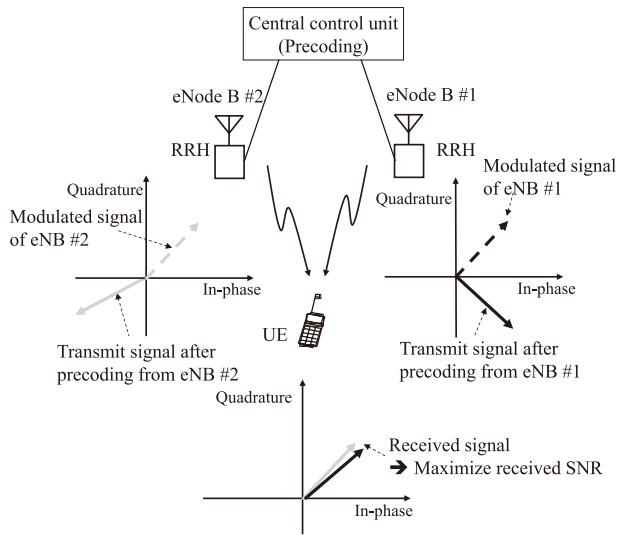 Central control unit
(Precoding)
eNode B #2
eNode B #1
RRH
RRH
Quadrature
Modulated signal
of eNB #2
In-phase
Transmit signal after
precoding from eNB #2
Quadrature
Modulated signal
of eNB #1
In-phase
Transmit signal after
precoding from eNB #1
UE
Quadrature
Received signal
➔ Maximize received SNR
In-phase